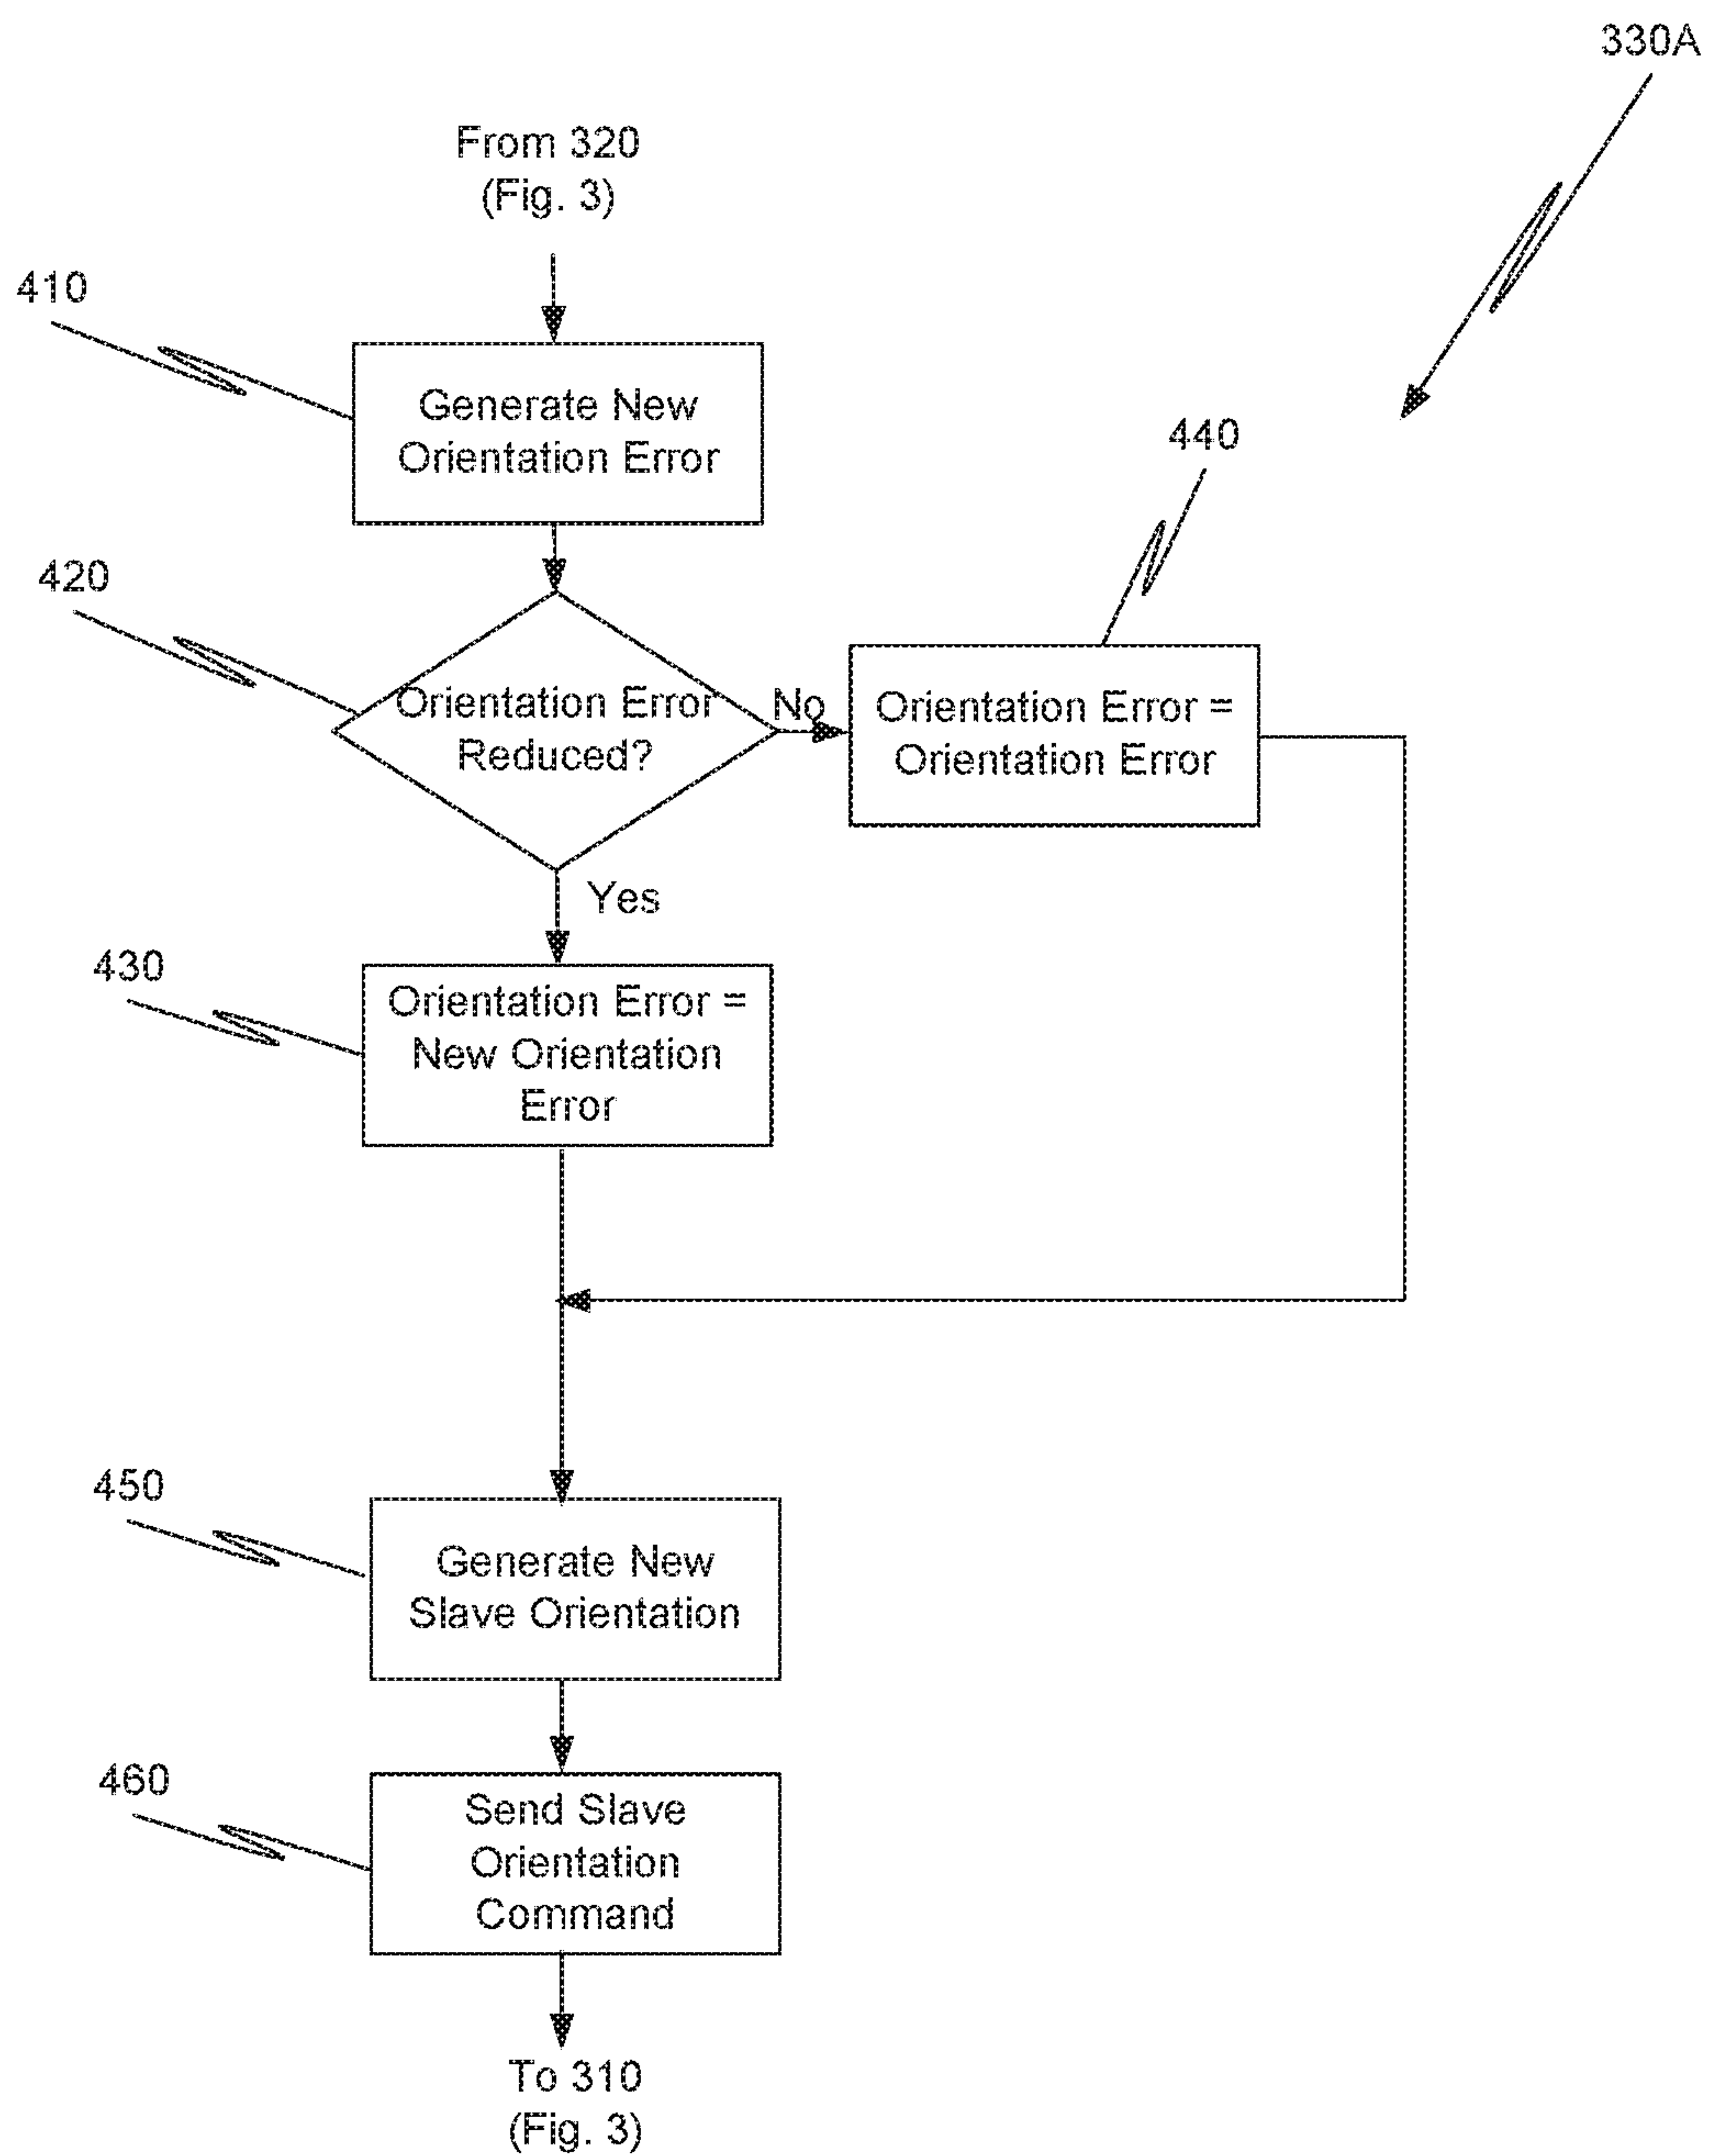 330A
From 320
(Fig. 3)
410
Generate New
Orientation Error
440
420
Orientation Error
Reduced?
No
Orientation Error =
Orientation Error
Yes
430
Orientation Error =
New Orientation
Error
450
Generate New
Slave Orientation
460
Send Slave
Orientation
Command
To 310
(Fig. 3)